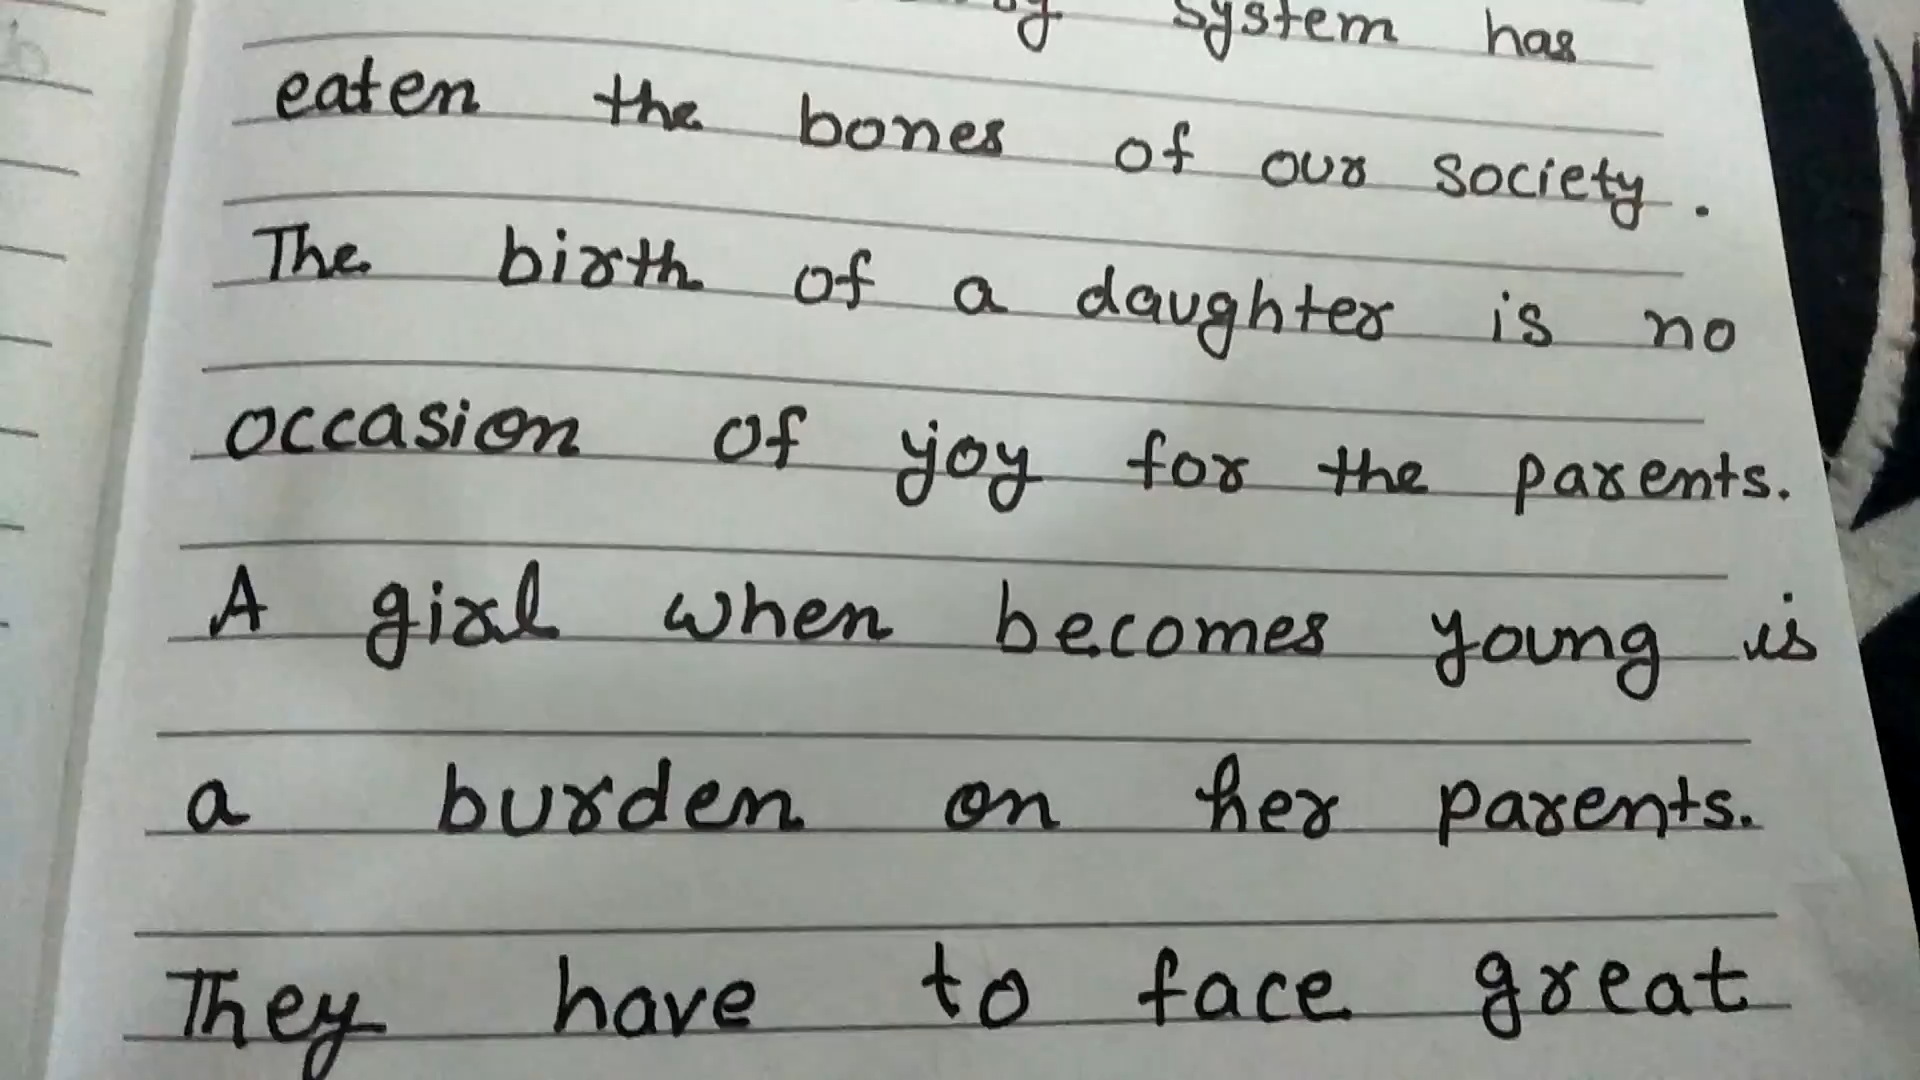 system has
eaten the bones of our society.
The birth of a daughter is no
occasion of joy for the parents.
A girl when becomes young is
a burden on her parents.
They have to face great